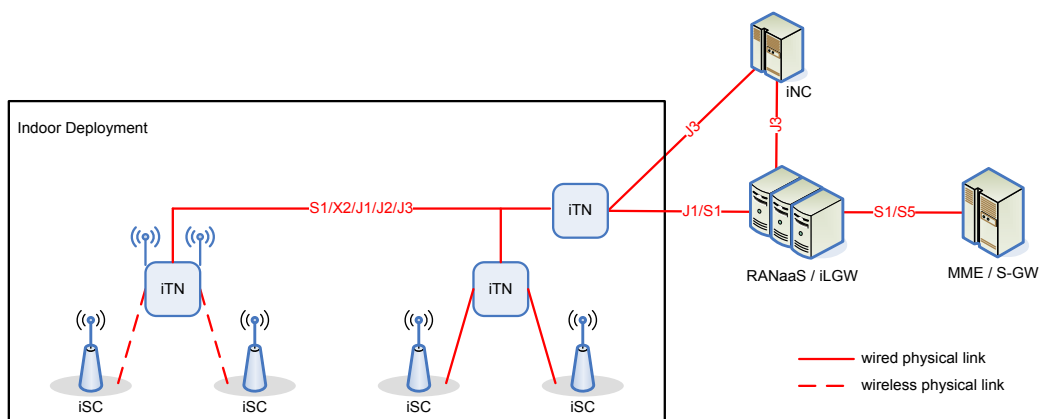 iNC
Indoor Deployment
J3
J3
S1/X2/J1/J2/J3
iTN
J1/S1
S1/S5
RANaaS / iLGW
MME / S-GW
iTN
iTN
iSC
iSC
iSC
iSC
wired physical link
wireless physical link